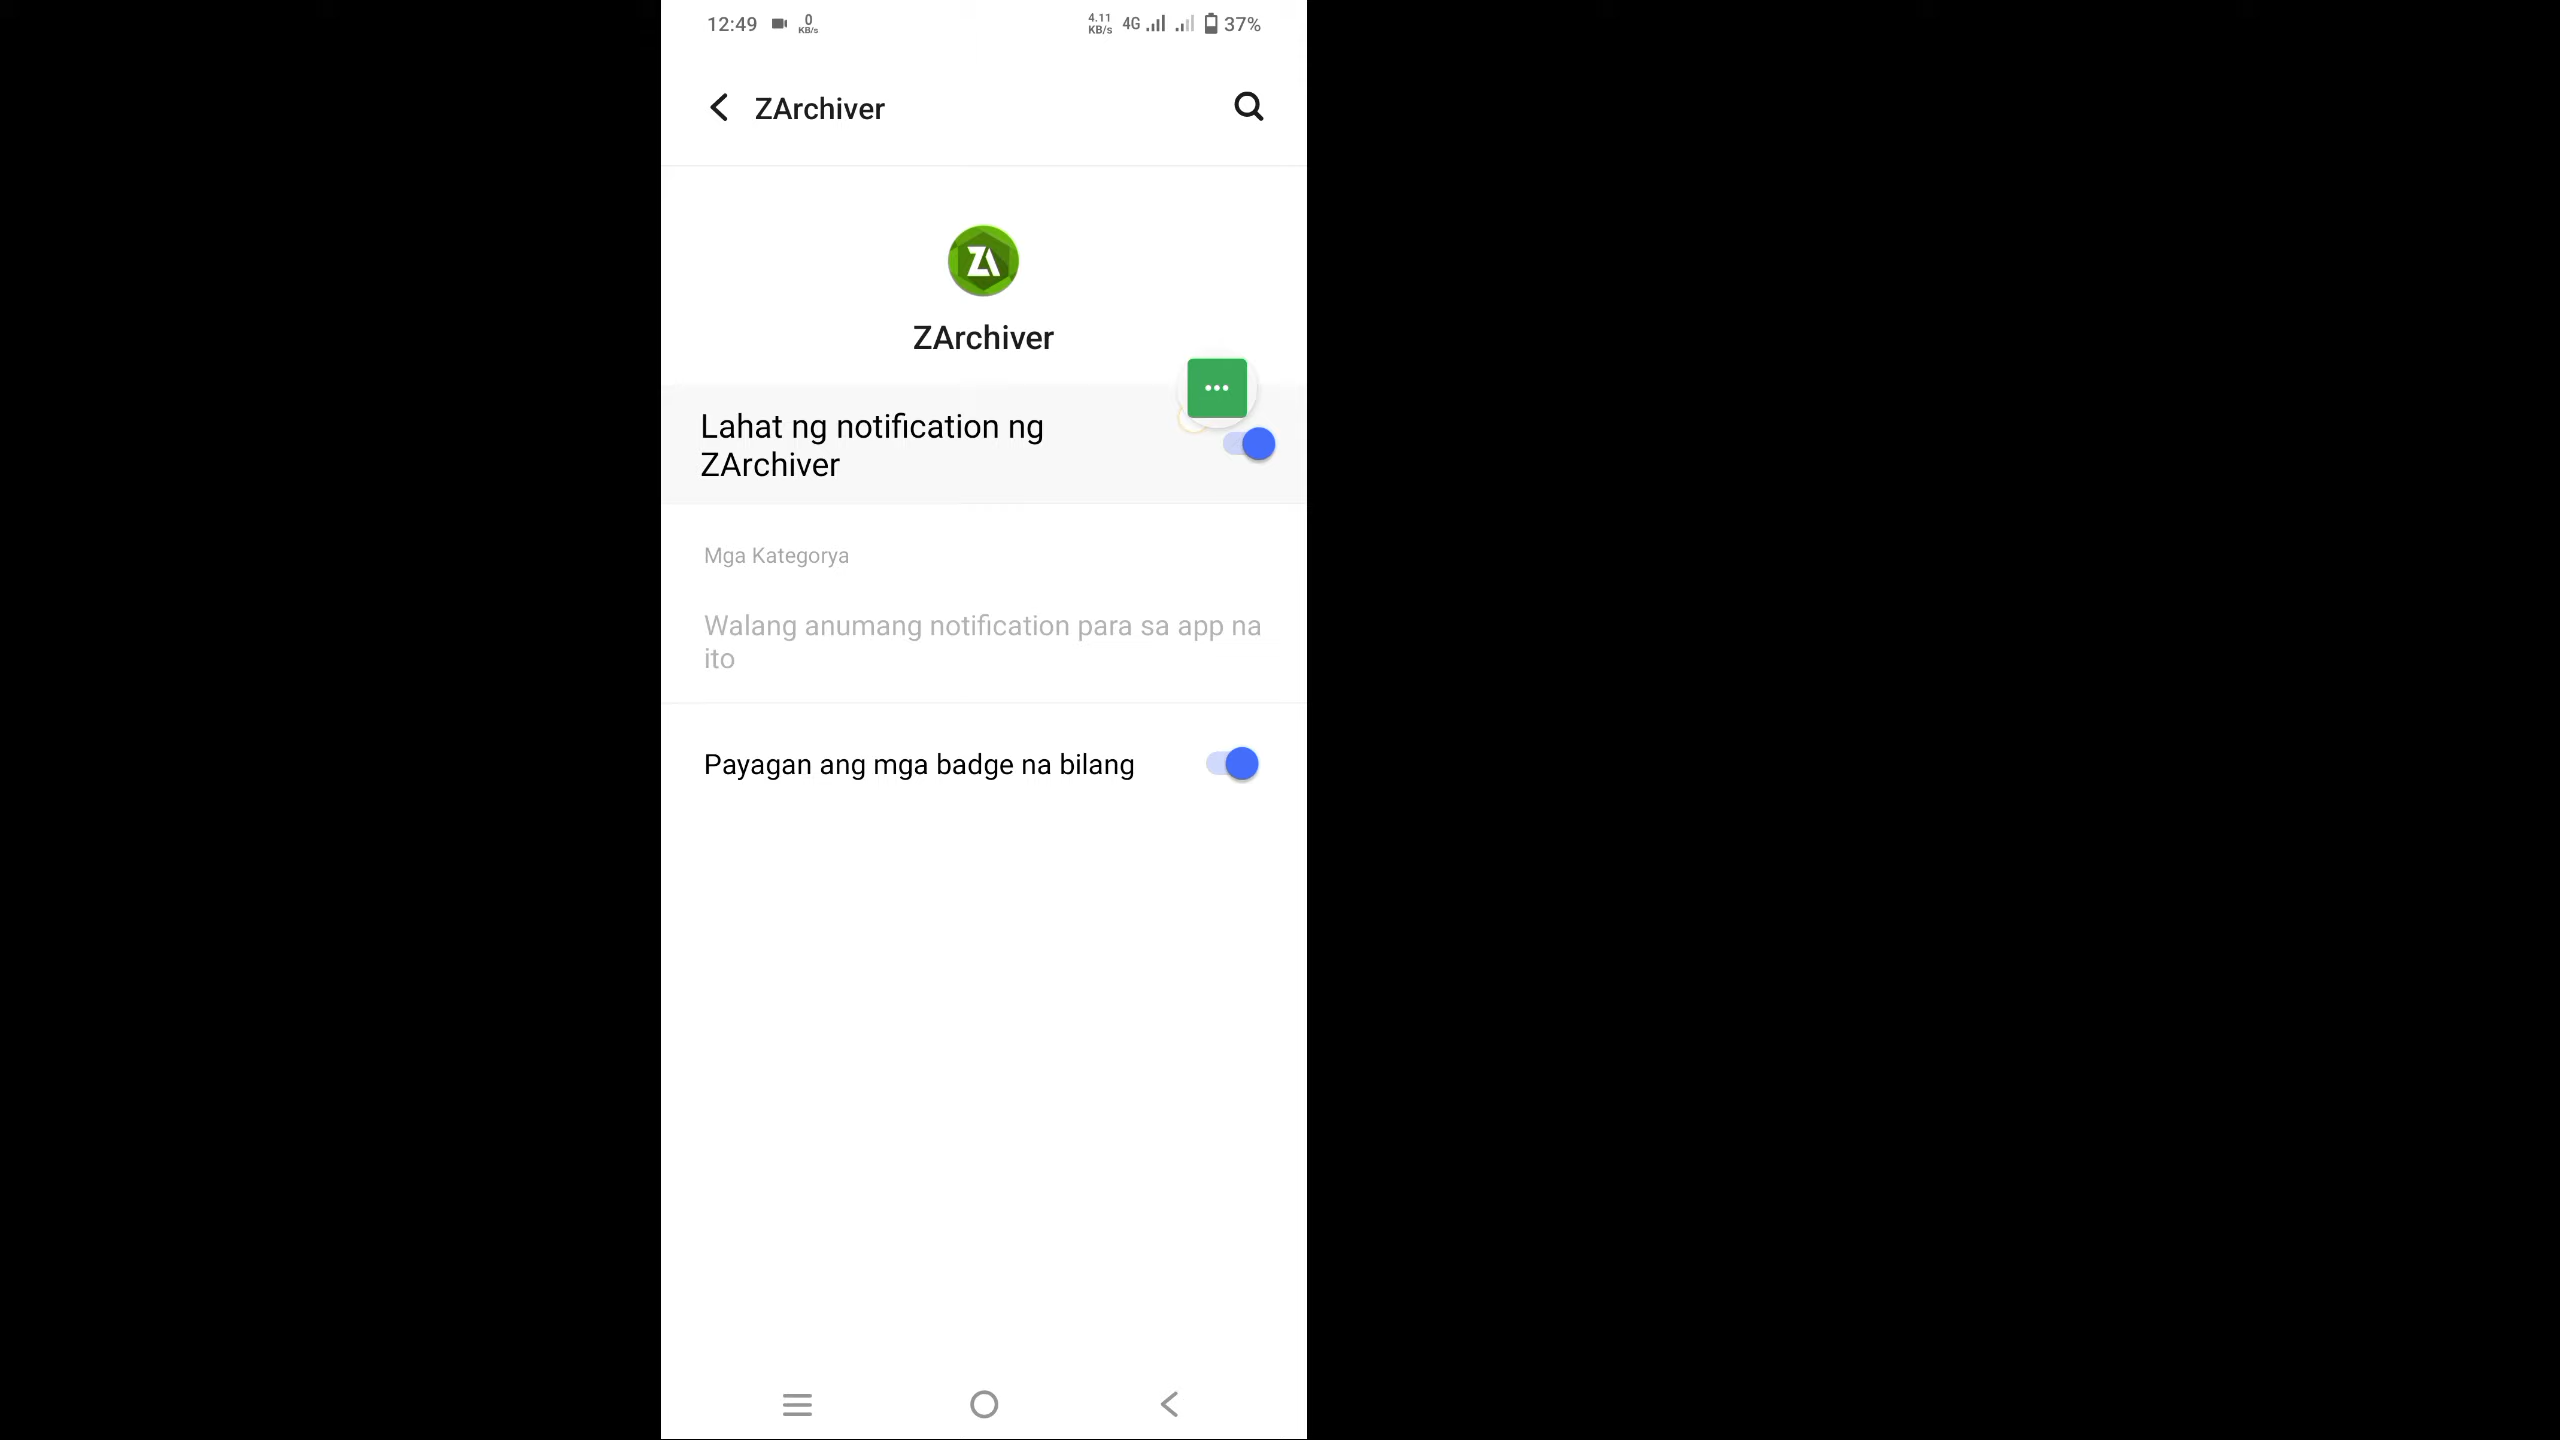 12:49 0 KB/s 4.11 KB/s 4G 37%
ZArchiver
ZA
ZArchiver
Lahat ng notification ng
ZArchiver
Mga Kategorya
Walang anumang notification para sa app na
ito
Payagan ang mga badge na bilang